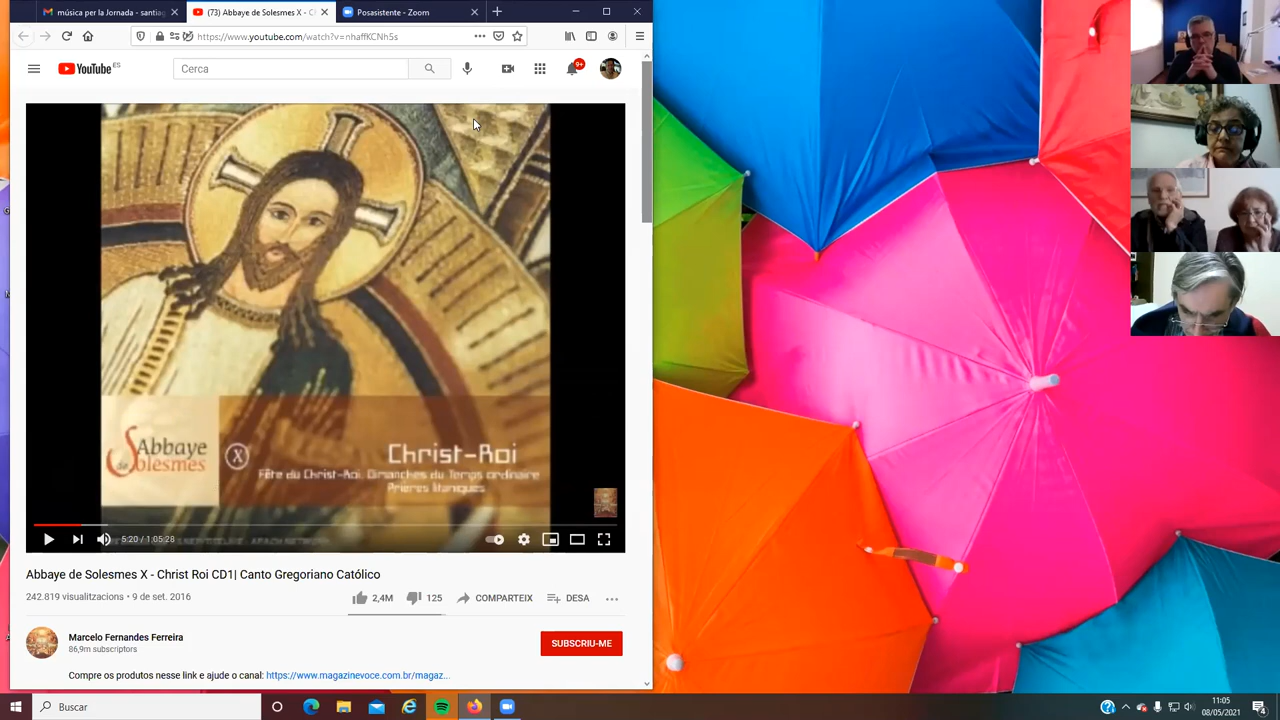 música per la Jornada - santiag
(73) Abbaye de Solesmes X - C
Posasistente - Zoom
https://www.youtube.com/watch?v=nhaffKCNh5s
YouTube ES
Cerca
9+
Abbaye
de Solesmes
X
Christ-Roi
Fête du Christ-Roi, Dimanches du Temps ordinaire
Prières litaniques
5:20 / 1:05:28
Abbaye de Solesmes X - Christ Roi CD1| Canto Gregoriano Católico
242.819 visualitzacions • 9 de set. 2016
2,4M
125
COMPARTEIX
DESA
Marcelo Fernandes Ferreira
86,9m subscriptors
SUBSCRIU-ME
Compre os produtos nesse link e ajude o canal: https://www.magazinevoce.com.br/magaz...
Buscar
11:05
08/05/2021
4